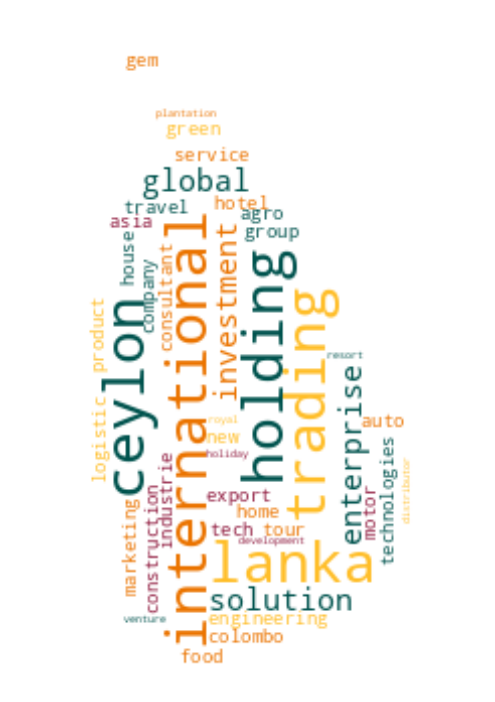 gem
plantation
green
service
global
travel
hotel
asia
agro
group
house
company
consultant
international
investment
holding
trading
ceylon
product
logistic
resort
enterprise
auto
royal
new
holiday
technologies
distributor
motor
industrie
construction
marketing
export
home
tech
tour
development
lanka
solution
venture
engineering
colombo
food